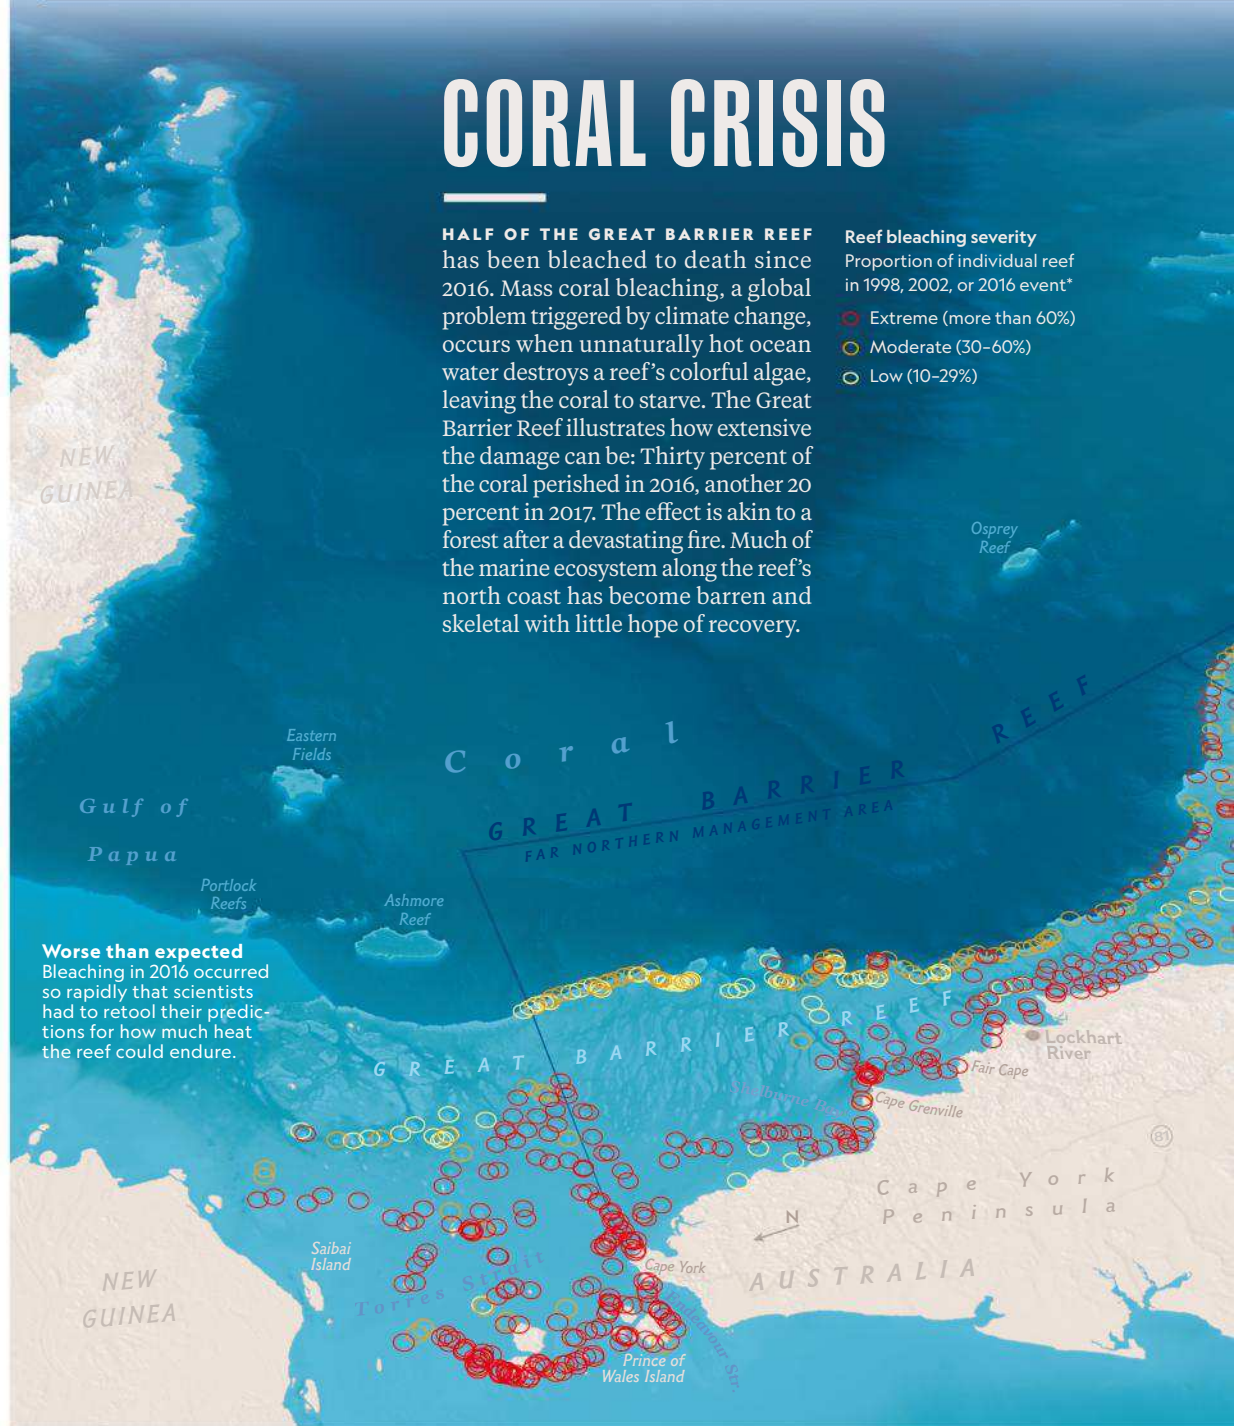 CORAL CRISIS
HALF OF THE GREAT BARRIER REEF
has been bleached to death since
2016. Mass coral bleaching, a global
problem triggered by climate change,
occurs when unnaturally hot ocean
water destroys a reef's colorful algae,
leaving the coral to starve. The Great
Barrier Reef illustrates how extensive
the damage can be: Thirty percent of
the coral perished in 2016, another 20
percent in 2017. The effect is akin to a
forest after a devastating fire. Much of
the marine ecosystem along the reef's
north coast has become barren and
skeletal with little hope of recovery.
Reef bleaching severity
Proportion of individual reef
in 1998, 2002, or 2016 event*
Extreme (more than 60%)
Moderate (30–60%)
Low (10–29%)
NEW
GUINEA
Osprey
Reef
Eastern
Fields
Coral
GREAT BARRIER REEF
FAR NORTHERN MANAGEMENT AREA
Gulf of
Papua
Portlock
Reefs
Ashmore
Reef
Worse than expected
Bleaching in 2016 occurred
so rapidly that scientists
had to retool their predic-
tions for how much heat
the reef could endure.
GREAT BARRIER REEF
Lockhart
River
Fair Cape
Shelburne Bay
Cape Grenville
81
Cape York
Peninsula
N
AUSTRALIA
Saibai
Island
Torres Strait
Cape York
Endeavour Str.
NEW
GUINEA
Prince of
Wales Island